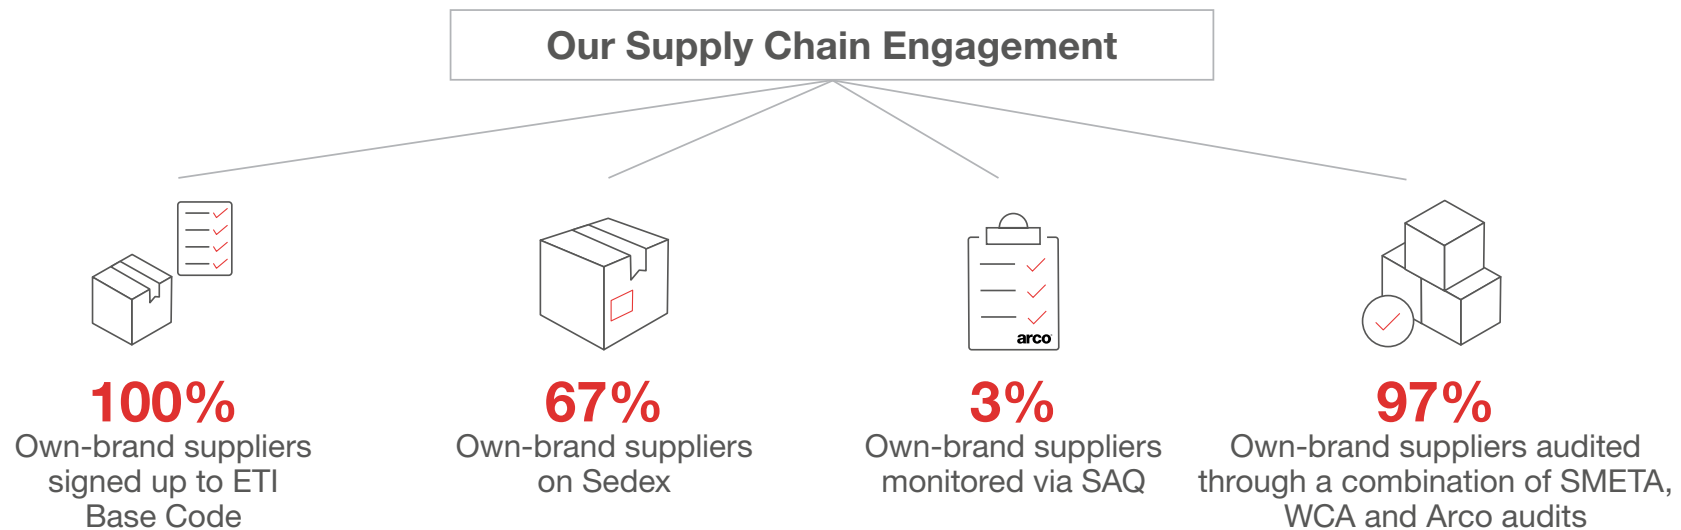 Our Supply Chain Engagement
arco
100%
Own-brand suppliers
signed up to ETI
Base Code
67%
Own-brand suppliers
on Sedex
3%
Own-brand suppliers
monitored via SAQ
97%
Own-brand suppliers audited
through a combination of SMETA,
WCA and Arco audits